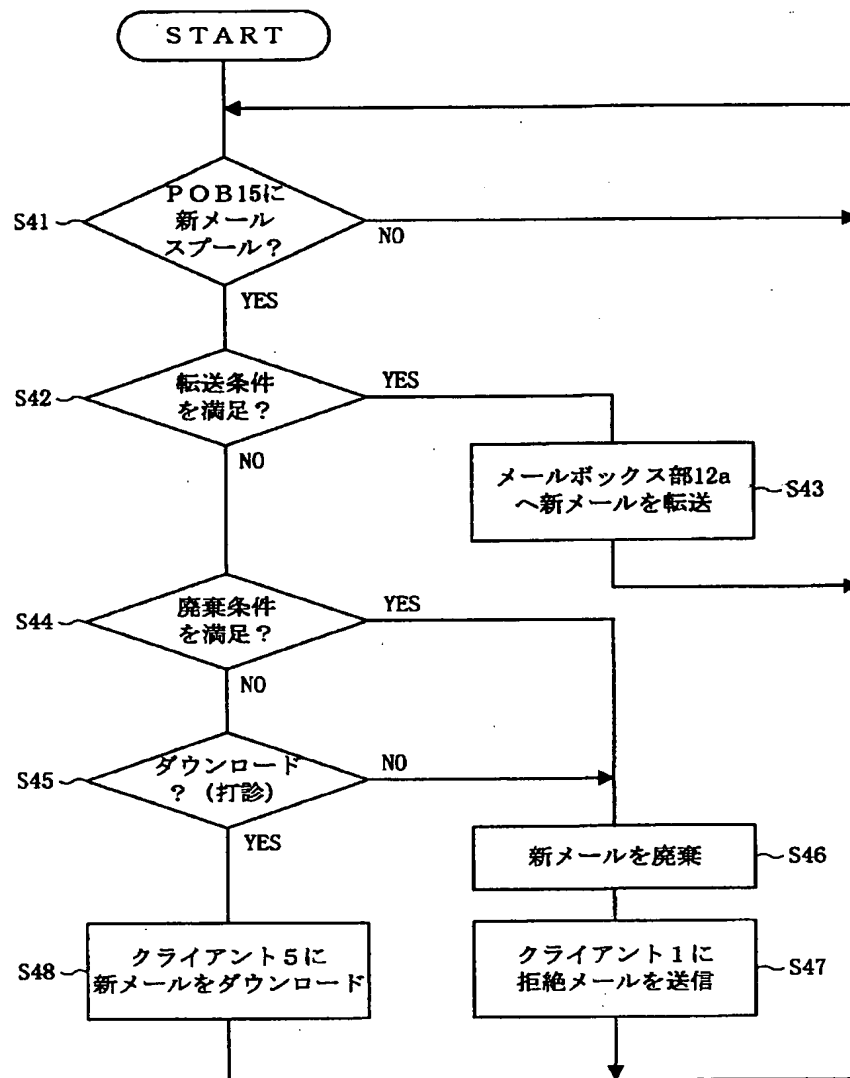 START
POB15に
新メール
スプール?
S41
NO
YES
転送条件
を満足?
S42
YES
NO
メールボックス部12a
へ新メールを転送
S43
廃棄条件
を満足?
S44
YES
NO
ダウンロード
?(打診)
S45
NO
YES
新メールを廃棄
S46
クライアント5に
新メールをダウンロード
S48
クライアント1に
拒絶メールを送信
S47